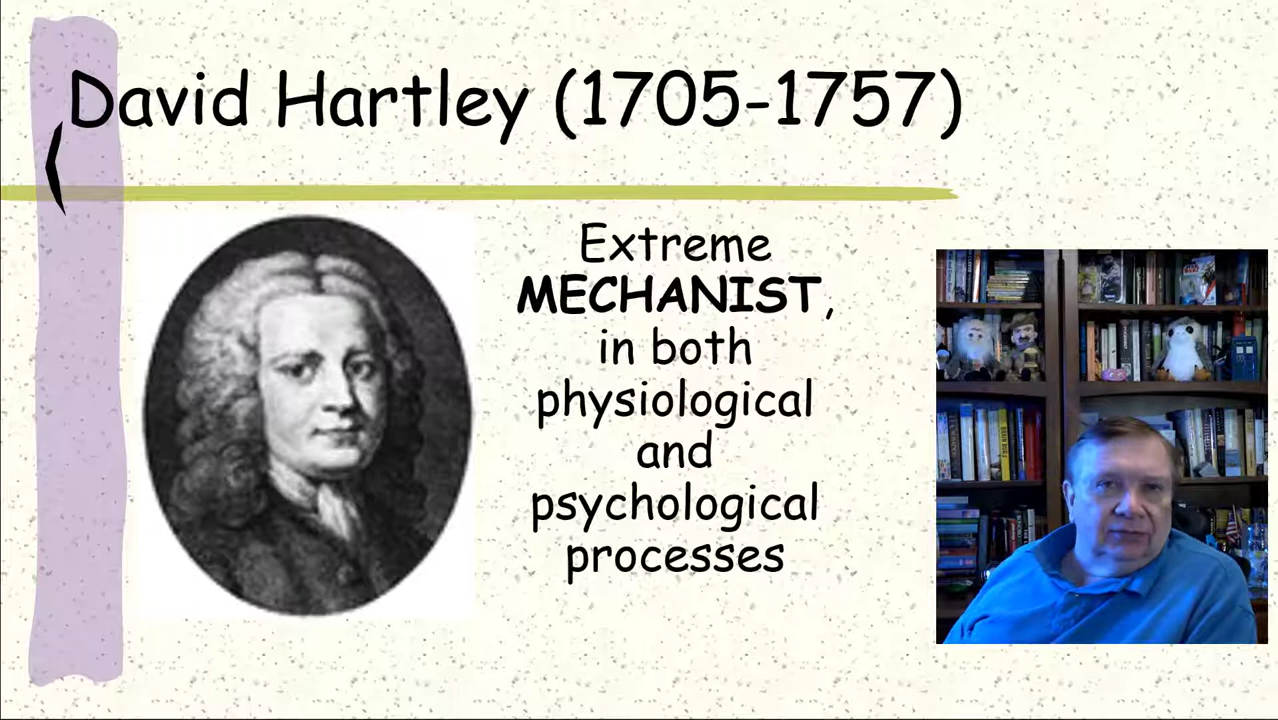 David Hartley (1705-1757)
Extreme
MECHANIST,
in both
physiological
and
psychological
processes